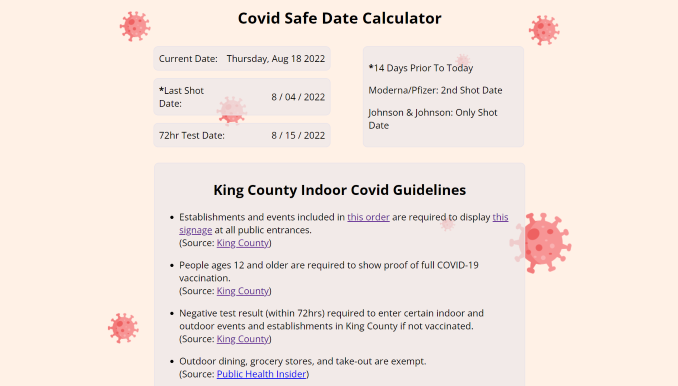 Covid Safe Date Calculator
Current Date: Thursday, Aug 18 2022
*Last Shot
Date:
8 / 04 / 2022
72hr Test Date: 8 / 15 / 2022
*14 Days Prior To Today
Moderna/Pfizer: 2nd Shot Date
Johnson & Johnson: Only Shot
Date
King County Indoor Covid Guidelines
• Establishments and events included in this order are required to display this
signage at all public entrances.
(Source: King County)
• People ages 12 and older are required to show proof of full COVID-19
vaccination.
(Source: King County)
• Negative test result (within 72hrs) required to enter certain indoor and
outdoor events and establishments in King County if not vaccinated.
(Source: King County)
• Outdoor dining, grocery stores, and take-out are exempt.
(Source: Public Health Insider)